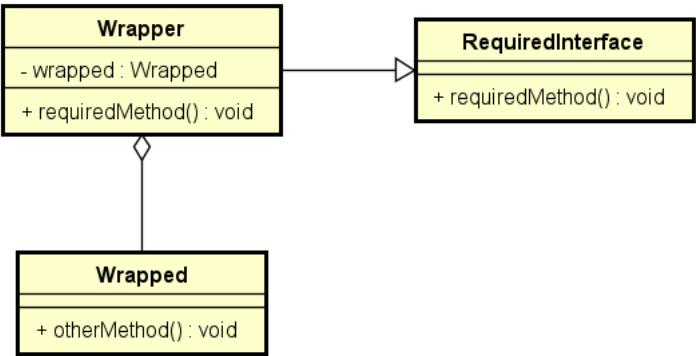 Wrapper
- wrapped : Wrapped
+ requiredMethod() : void
RequiredInterface
+ requiredMethod() : void
Wrapped
+ otherMethod() : void